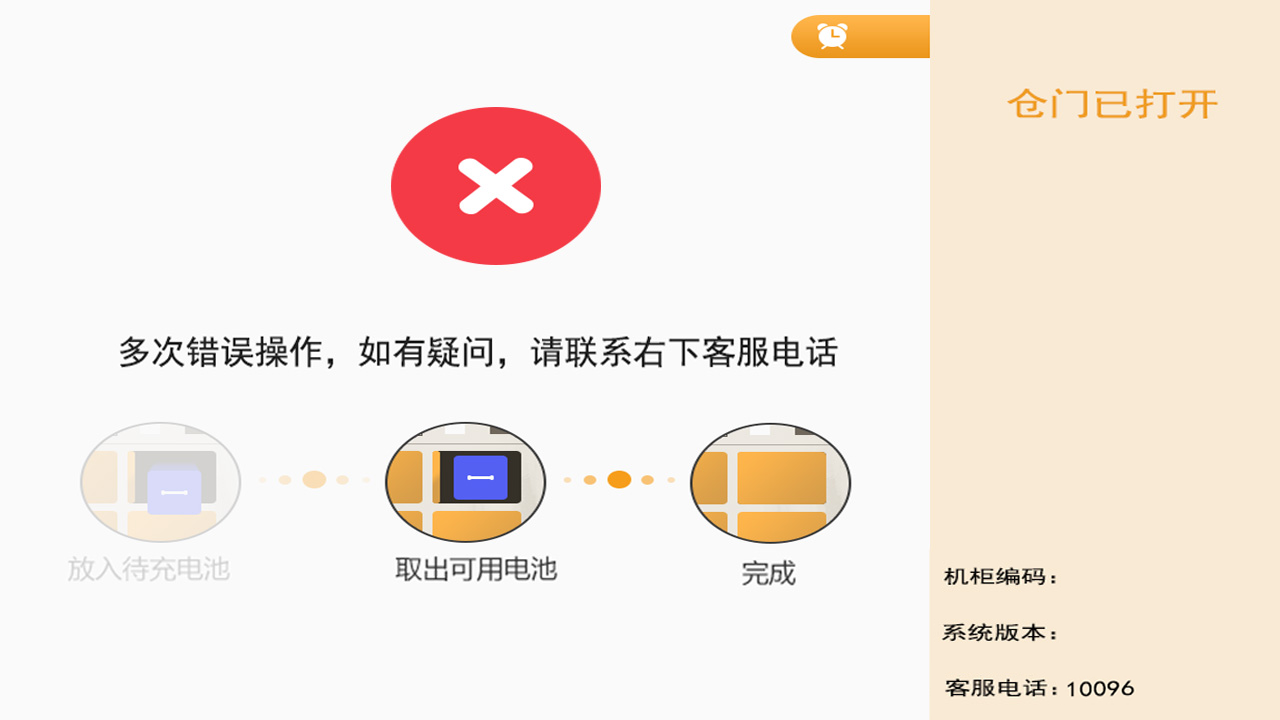 仓门已打开
多次错误操作，如有疑问，请联系右下客服电话
放入待充电池
取出可用电池
完成
机柜编码：
系统版本：
客服电话：10096